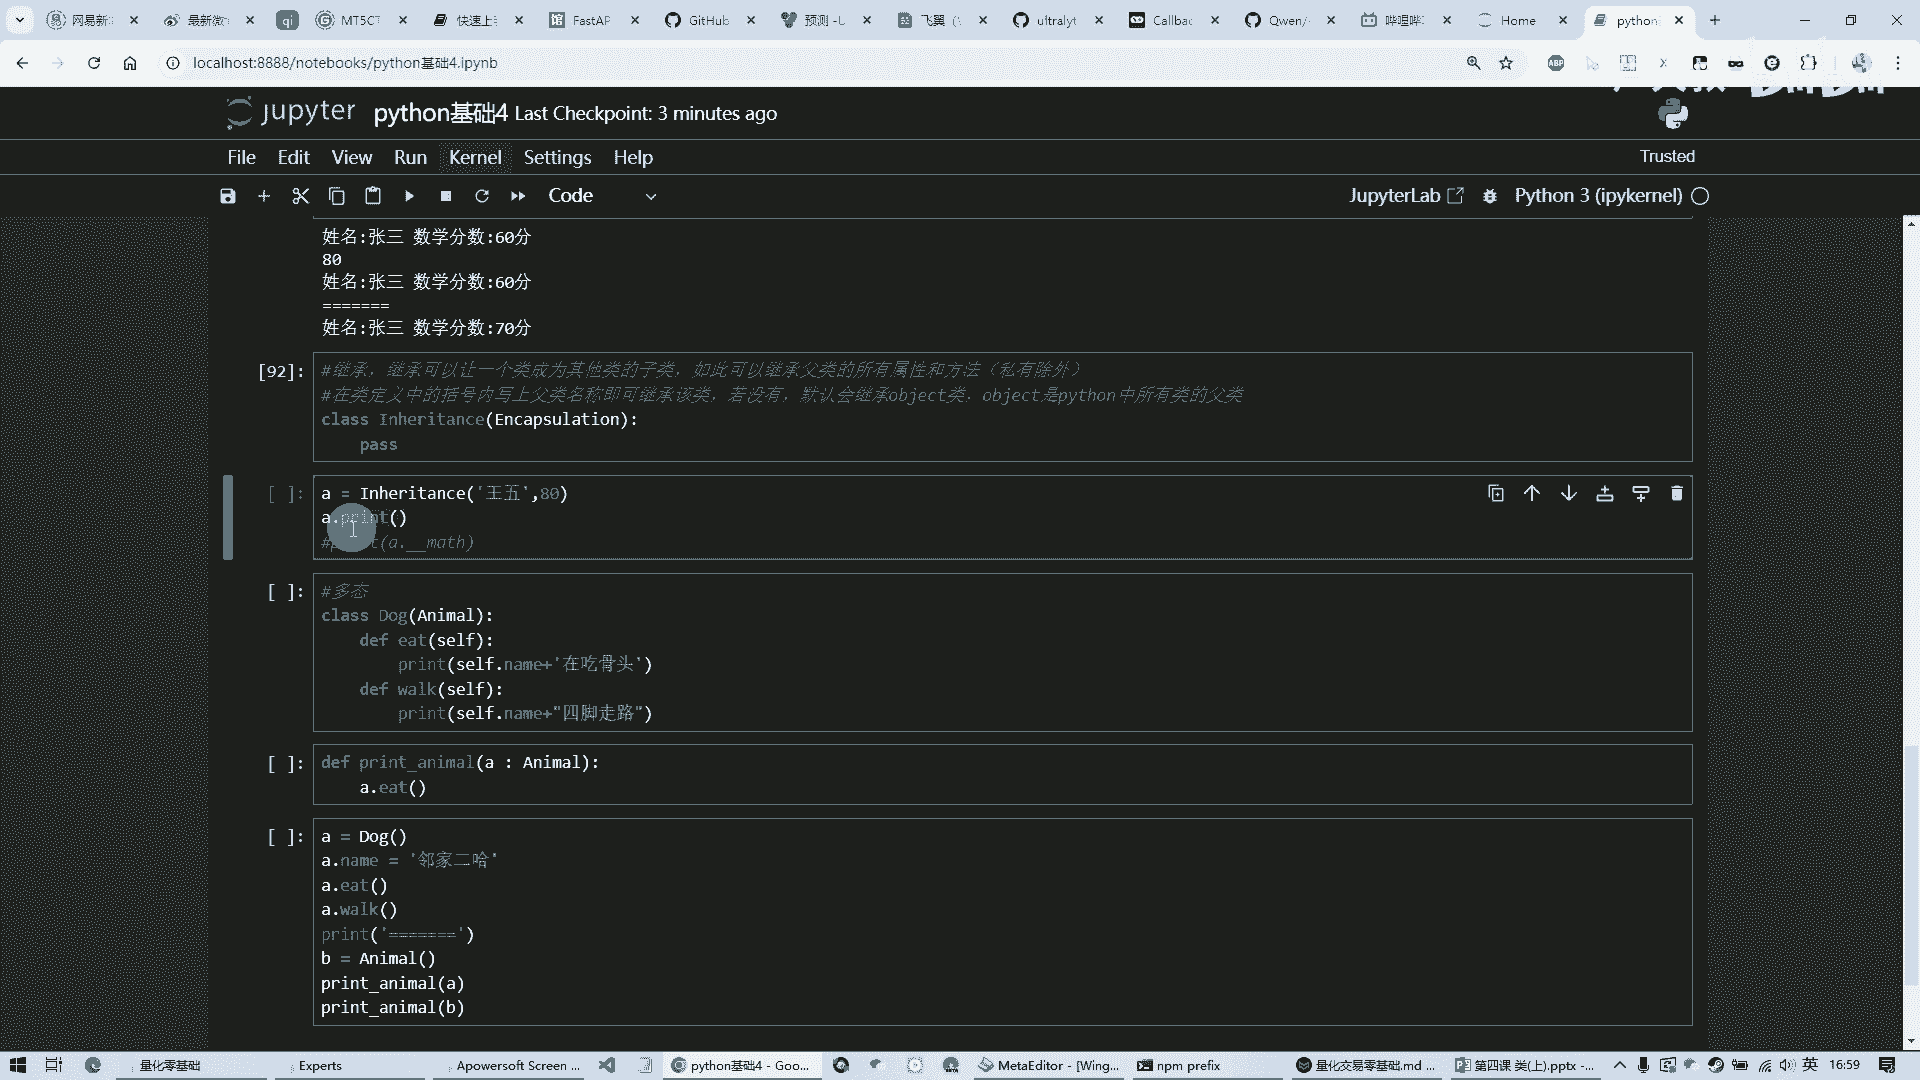 网易新
最新微
qi
MT5CT
快速上
FastAP
GitHub
预测 - U
飞翼（
ultralyt
Callbac
Qwen/
哔哩哔
Home
python
localhost:8888/notebooks/python基础4.ipynb
ABP
jupyter python基础4 Last Checkpoint: 3 minutes ago
File Edit View Run Kernel Settings Help
Trusted
Code
JupyterLab
Python 3 (ipykernel)
姓名:张三 数学分数:60分
80
姓名:张三 数学分数:60分
=======
姓名:张三 数学分数:70分
[92]:
#继承，继承可以让一个类成为其他类的子类，如此可以继承父类的所有属性和方法（私有除外）
#在类定义中的括号内写上父类名称即可继承该类，若没有，默认会继承object类．object是python中所有类的父类
class Inheritance(Encapsulation):
    pass
[ ]:
a = Inheritance('王五',80)
a.print()
#print(a.__math)
[ ]:
#多态
class Dog(Animal):
    def eat(self):
        print(self.name+'在吃骨头')
    def walk(self):
        print(self.name+"四脚走路")
[ ]:
def print_animal(a : Animal):
    a.eat()
[ ]:
a = Dog()
a.name = '邻家二哈'
a.eat()
a.walk()
print('=======')
b = Animal()
print_animal(a)
print_animal(b)
量化零基础
Experts
Apowersoft Screen ...
python基础4 - Goo...
MetaEditor - [Wing...
npm prefix
量化交易零基础.md ...
第四课 类(上).pptx -...
英
16:59